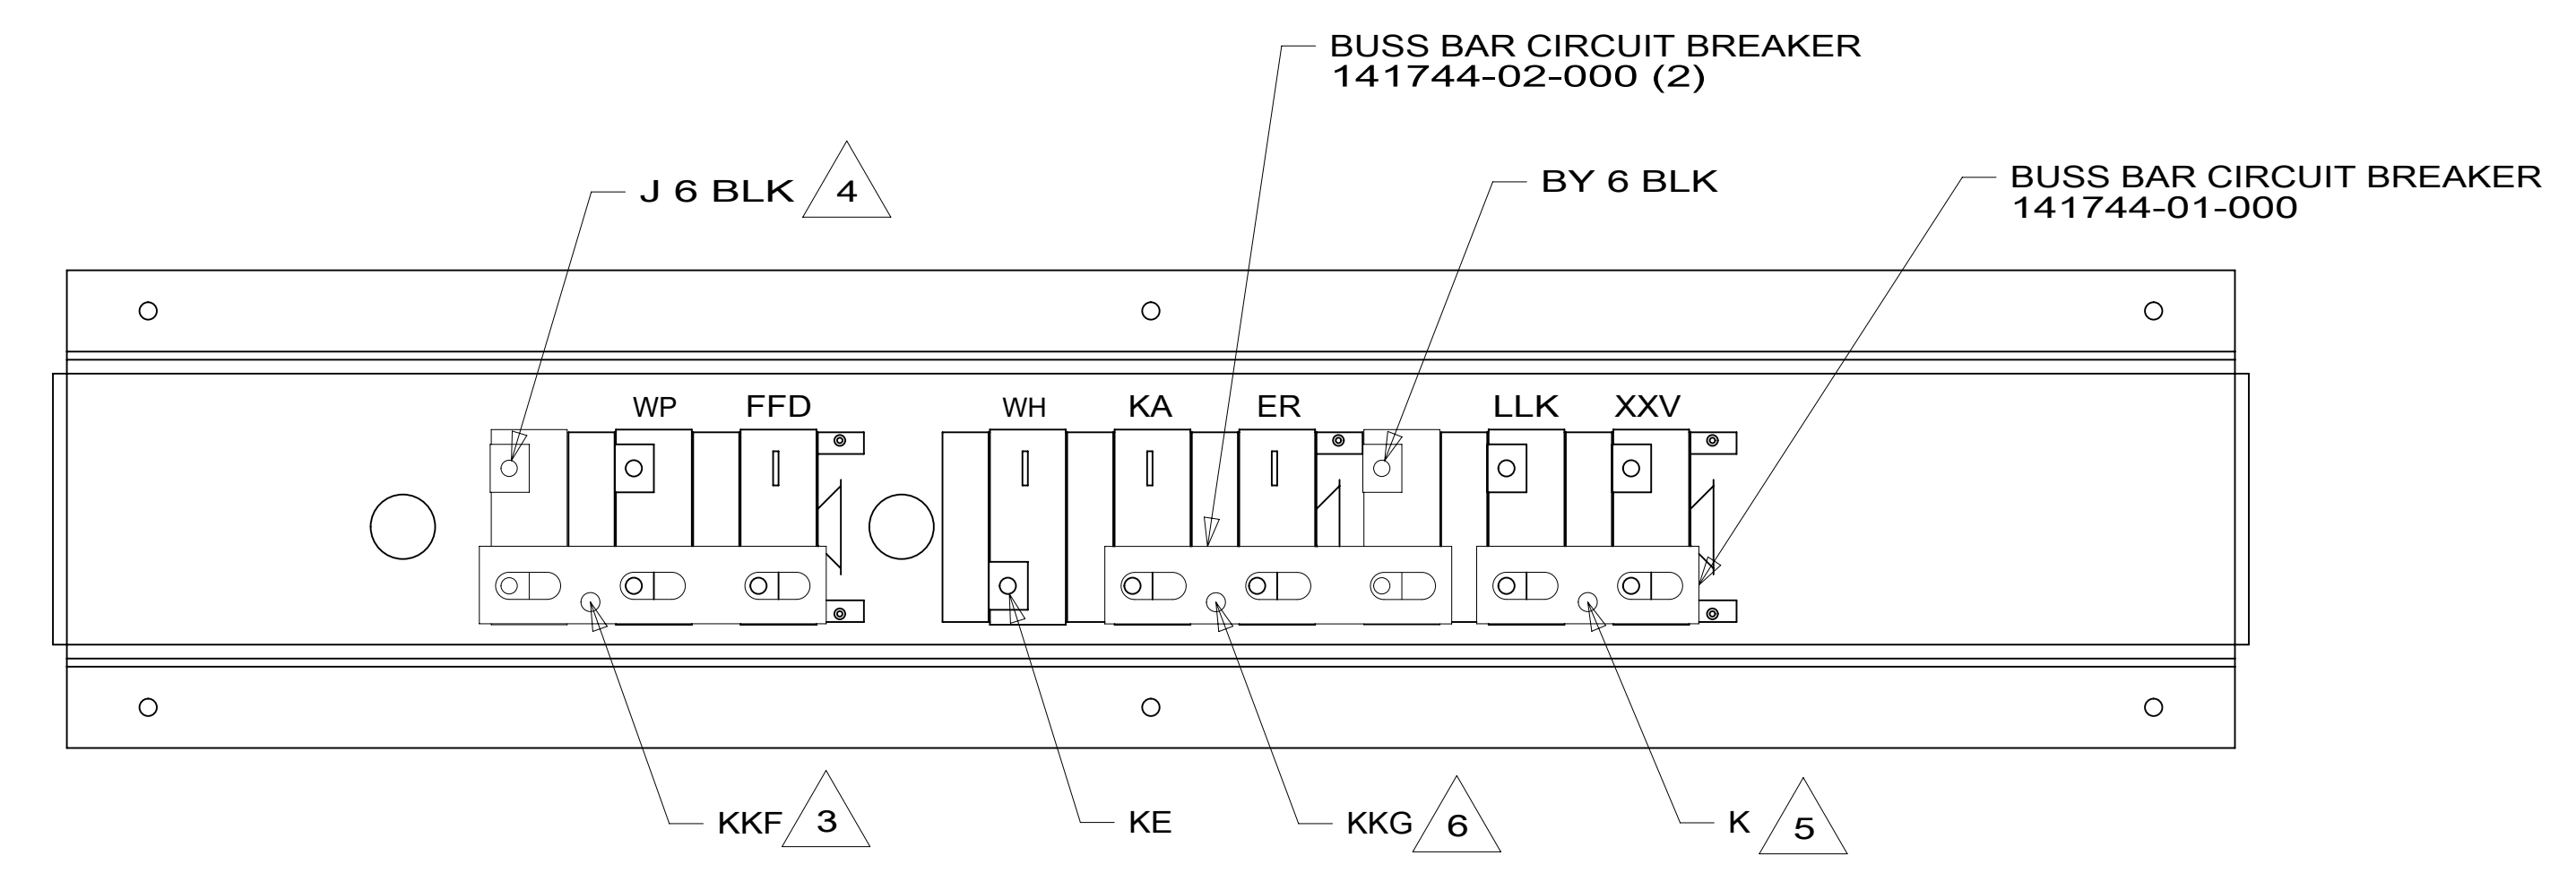 BUSS BAR CIRCUIT BREAKER
141744-02-000 (2)
J 6 BLK 4
BY 6 BLK
BUSS BAR CIRCUIT BREAKER
141744-01-000
WP FFD WH KA ER LLK XXV
KKF 3 KE KKG 6 K 5